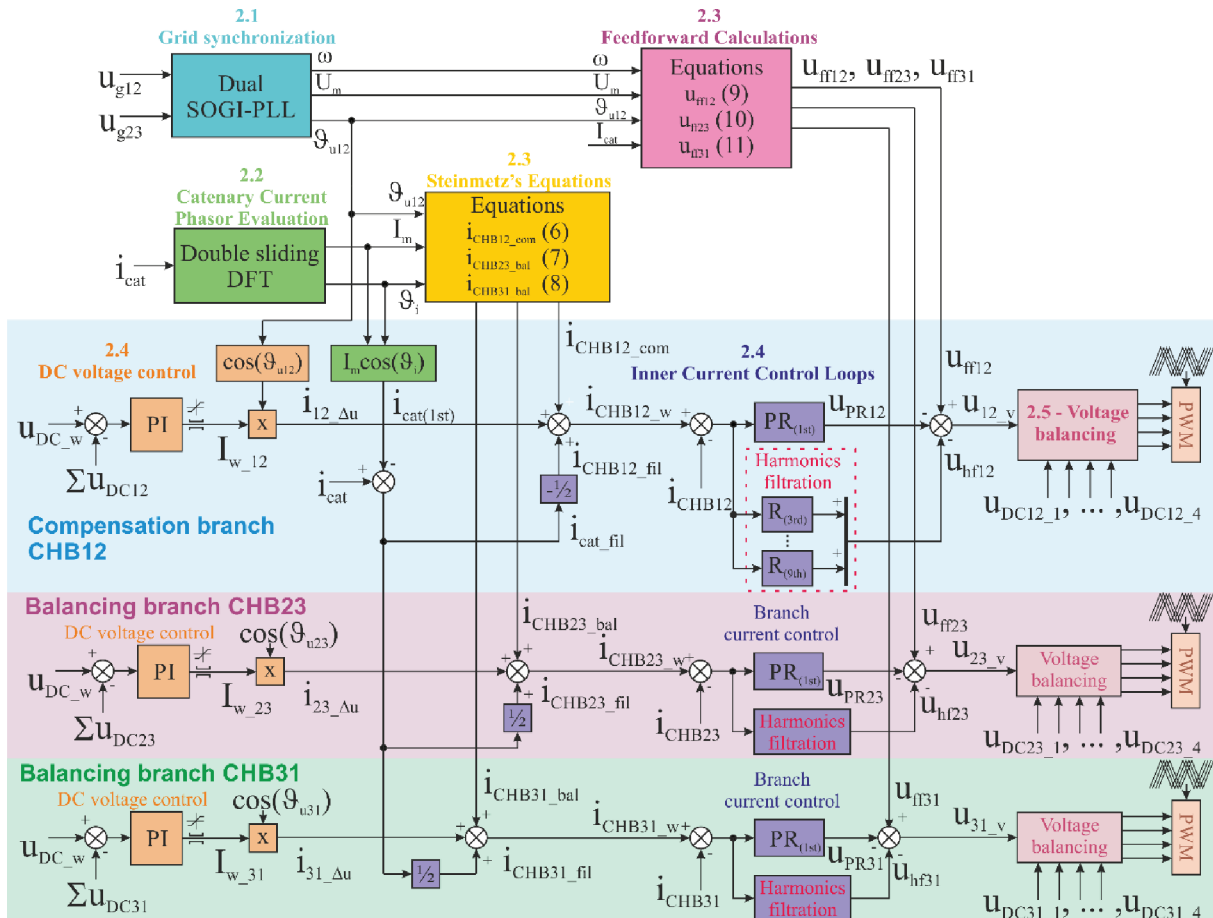 2.1
Grid synchronization
u_g12
u_g23
Dual
SOGI-PLL
ω
U_m
ϑ_u12
ω
U_m
ϑ_u12
I_cat
2.3
Feedforward Calculations
Equations
u_ff12 (9)
u_ff23 (10)
u_ff31 (11)
u_ff12, u_ff23, u_ff31
2.2
Catenary Current
Phasor Evaluation
i_cat
Double sliding
DFT
ϑ_u12
I_m
ϑ_i
2.3
Steinmetz's Equations
Equations
i_CHB12_com (6)
i_CHB23_bal (7)
i_CHB31_bal (8)
2.4
DC voltage control
cos(ϑ_u12)
I_m cos(ϑ_i)
i_CHB12_com
2.4
Inner Current Control Loops
u_ff12
u_DC_w
+
-
∑u_DC12
PI
I_w_12
x
i_12_Δu
i_cat(1st)
i_cat
+
-
+
+
+
-½
i_CHB12_fil
i_cat_fil
i_CHB12_w
+
-
i_CHB12
PR_(1st)
u_PR12
Harmonics
filtration
R_(3rd)
+
⋮
R_(9th)
+
-
+
-
u_hf12
u_12_v
2.5 - Voltage
balancing
PWM
u_DC12_1, … ,u_DC12_4
Compensation branch
CHB12
Balancing branch CHB23
DC voltage control
cos(ϑ_u23)
u_DC_w
+
-
∑u_DC23
PI
I_w_23
x
i_23_Δu
i_CHB23_bal
+
+
+
½
i_CHB23_fil
i_CHB23_w
+
-
i_CHB23
Branch
current control
PR_(1st)
u_PR23
Harmonics
filtration
u_ff23
+
-
-
u_hf23
u_23_v
Voltage
balancing
PWM
u_DC23_1, … ,u_DC23_4
Balancing branch CHB31
DC voltage control
cos(ϑ_u31)
u_DC_w
+
-
∑u_DC31
PI
I_w_31
x
i_31_Δu
i_CHB31_bal
+
+
+
½
i_CHB31_fil
i_CHB31_w
+
-
i_CHB31
Branch
current control
PR_(1st)
u_PR31
Harmonics
filtration
u_ff31
+
-
-
u_hf31
u_31_v
Voltage
balancing
PWM
u_DC31_1, … ,u_DC31_4